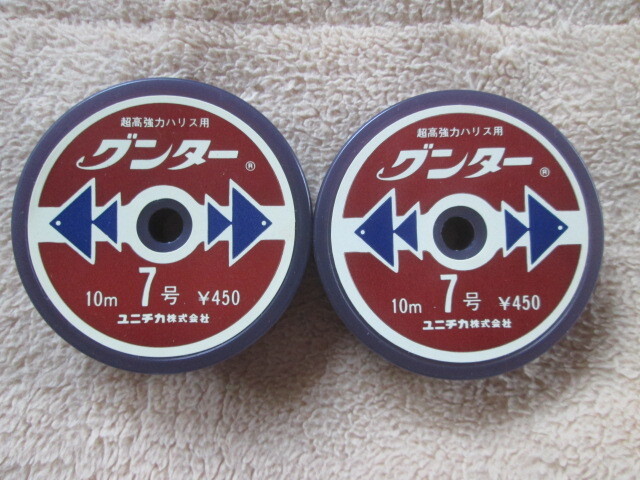 超高強力ハリス用
グンター®
10m 7号 ¥450
ユニチカ株式会社
超高強力ハリス用
グンター®
10m 7号 ¥450
ユニチカ株式会社